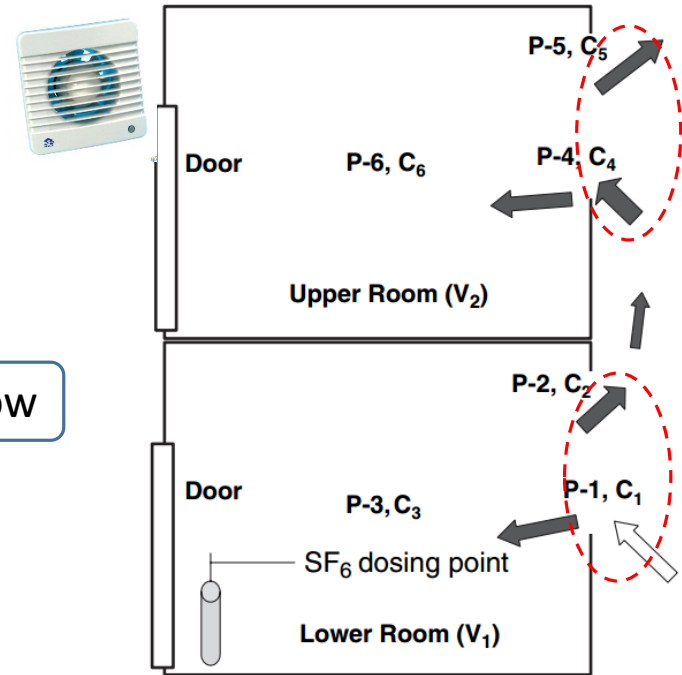 P-5, C₅
Door
P-6, C₆
P-4, C₄
Upper Room (V₂)
P-2, C₂
Door
P-3, C₃
P-1, C₁
SF₆ dosing point
Lower Room (V₁)